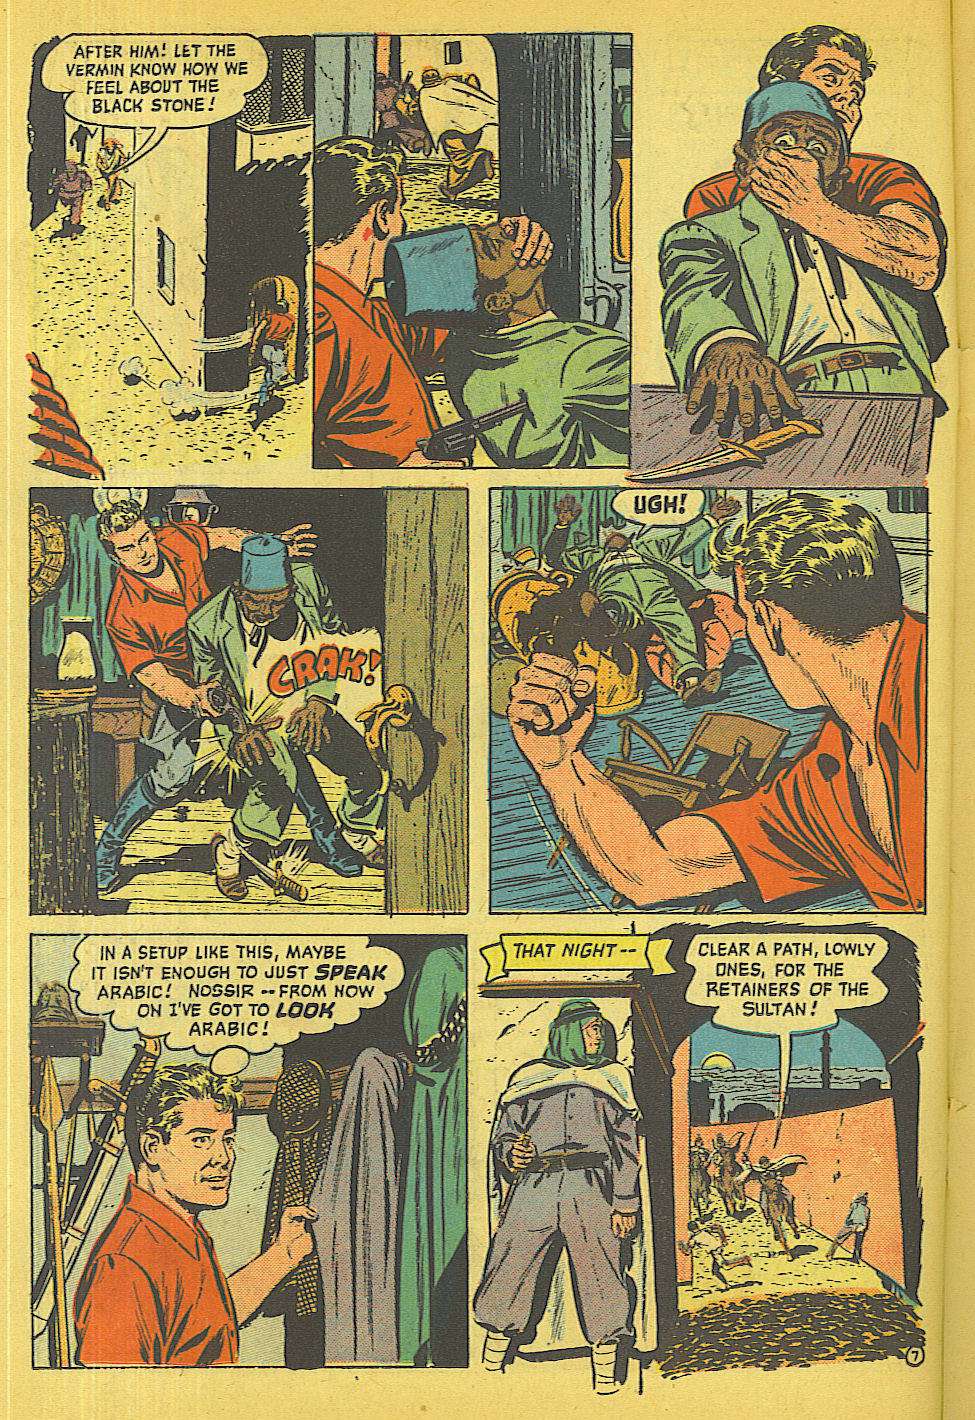 AFTER HIM! LET THE
VERMIN KNOW HOW WE
FEEL ABOUT THE
BLACK STONE!
CRAK!
UGH!
IN A SETUP LIKE THIS, MAYBE
IT ISN'T ENOUGH TO JUST SPEAK
ARABIC! NOSSIR -- FROM NOW
ON I'VE GOT TO LOOK
ARABIC!
THAT NIGHT--
CLEAR A PATH, LOWLY
ONES, FOR THE
RETAINERS OF THE
SULTAN!
7